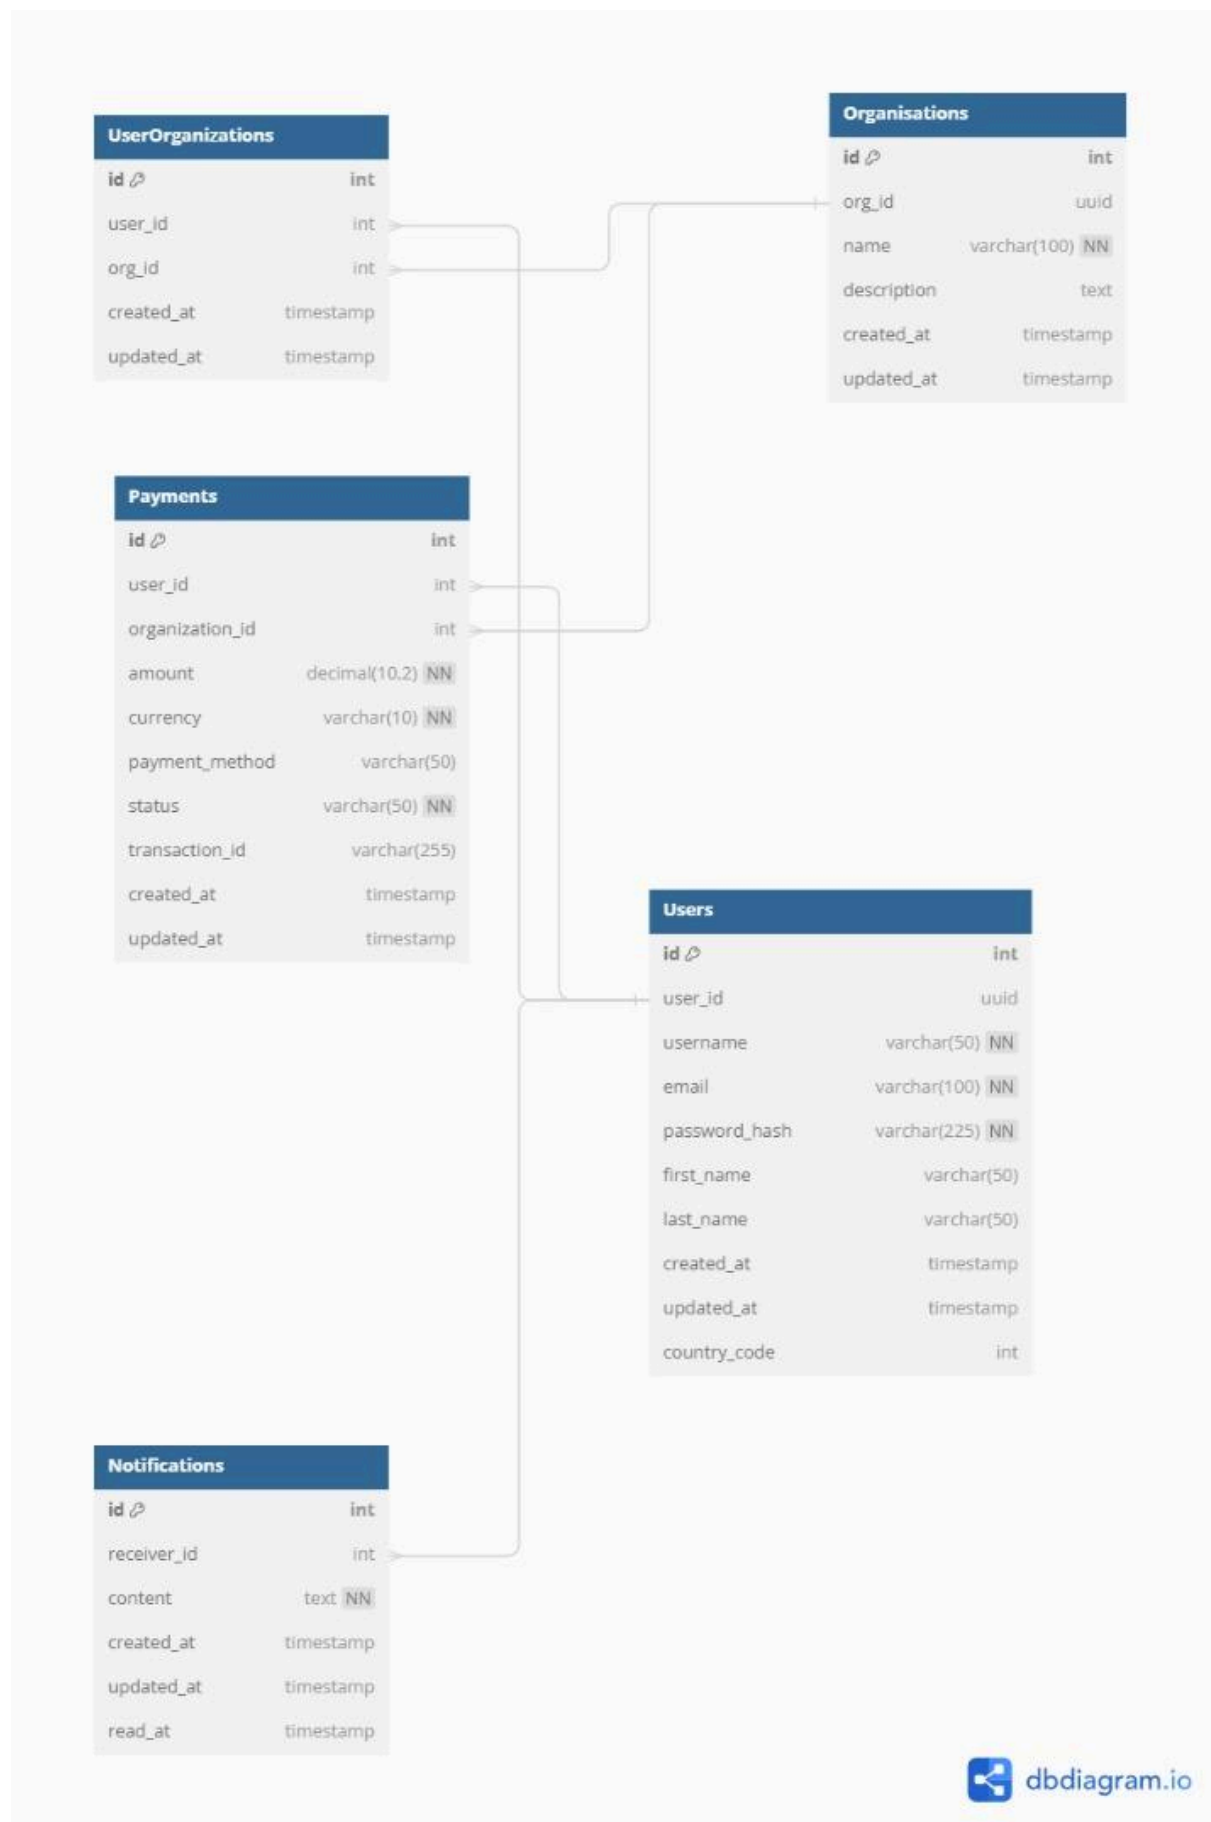 UserOrganizations
id int
user_id int
org_id int
created_at timestamp
updated_at timestamp
Organisations
id int
org_id uuid
name varchar(100) NN
description text
created_at timestamp
updated_at timestamp
Payments
id int
user_id int
organization_id int
amount decimal(10,2) NN
currency varchar(10) NN
payment_method varchar(50)
status varchar(50) NN
transaction_id varchar(255)
created_at timestamp
updated_at timestamp
Users
id int
user_id uuid
username varchar(50) NN
email varchar(100) NN
password_hash varchar(225) NN
first_name varchar(50)
last_name varchar(50)
created_at timestamp
updated_at timestamp
country_code int
Notifications
id int
receiver_id int
content text NN
created_at timestamp
updated_at timestamp
read_at timestamp
dbdiagram.io